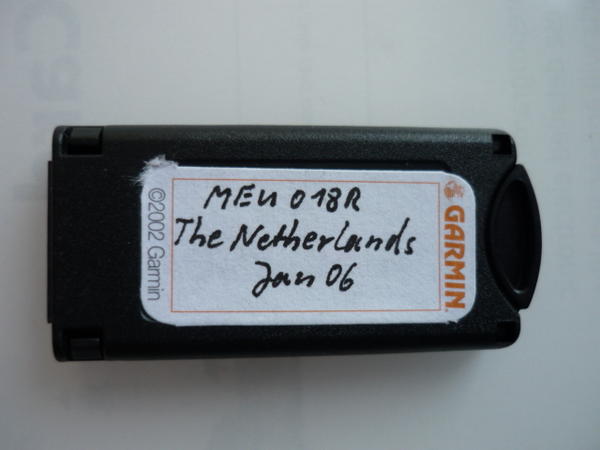 MEU 018R
The Netherlands
Jan 06
GARMIN
©2002 Garmin